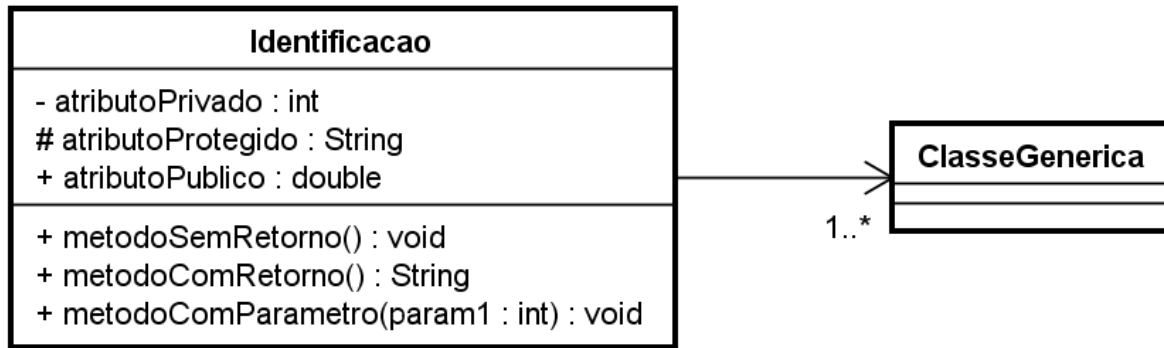 Identificacao
- atributoPrivado : int
# atributoProtegido : String
+ atributoPublico : double
+ metodoSemRetorno() : void
+ metodoComRetorno() : String
+ metodoComParametro(param1 : int) : void
ClasseGenerica
1..*